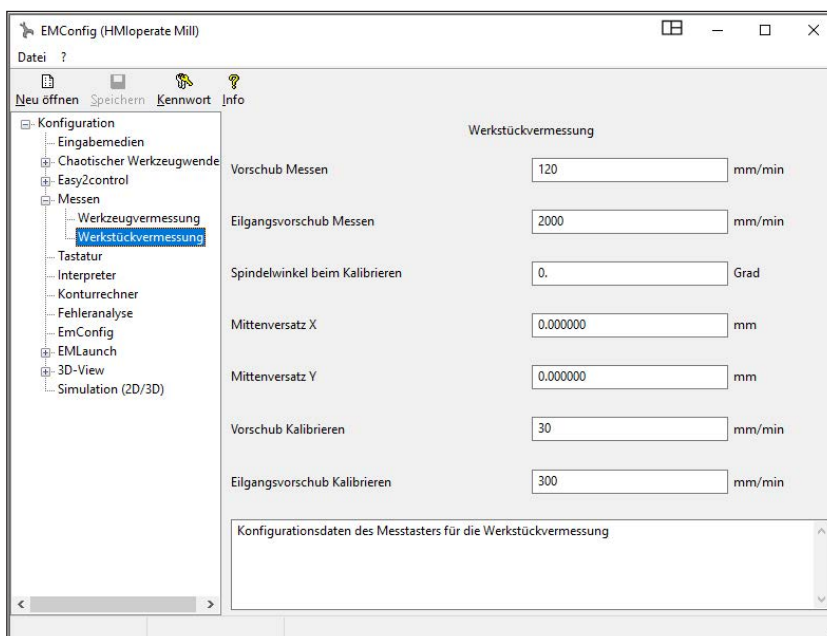 EMConfig (HMIoperate Mill)
Datei ?
Neu öffnen Speichern Kennwort Info
Konfiguration
Eingabemedien
Chaotischer Werkzeugwende
Easy2control
Messen
Werkzeugvermessung
Werkstückvermessung
Tastatur
Interpreter
Konturrechner
Fehleranalyse
EmConfig
EMLaunch
3D-View
Simulation (2D/3D)
Werkstückvermessung
Vorschub Messen 120 mm/min
Eilgangsvorschub Messen 2000 mm/min
Spindelwinkel beim Kalibrieren 0. Grad
Mittenversatz X 0.000000 mm
Mittenversatz Y 0.000000 mm
Vorschub Kalibrieren 30 mm/min
Eilgangsvorschub Kalibrieren 300 mm/min
Konfigurationsdaten des Messtasters für die Werkstückvermessung